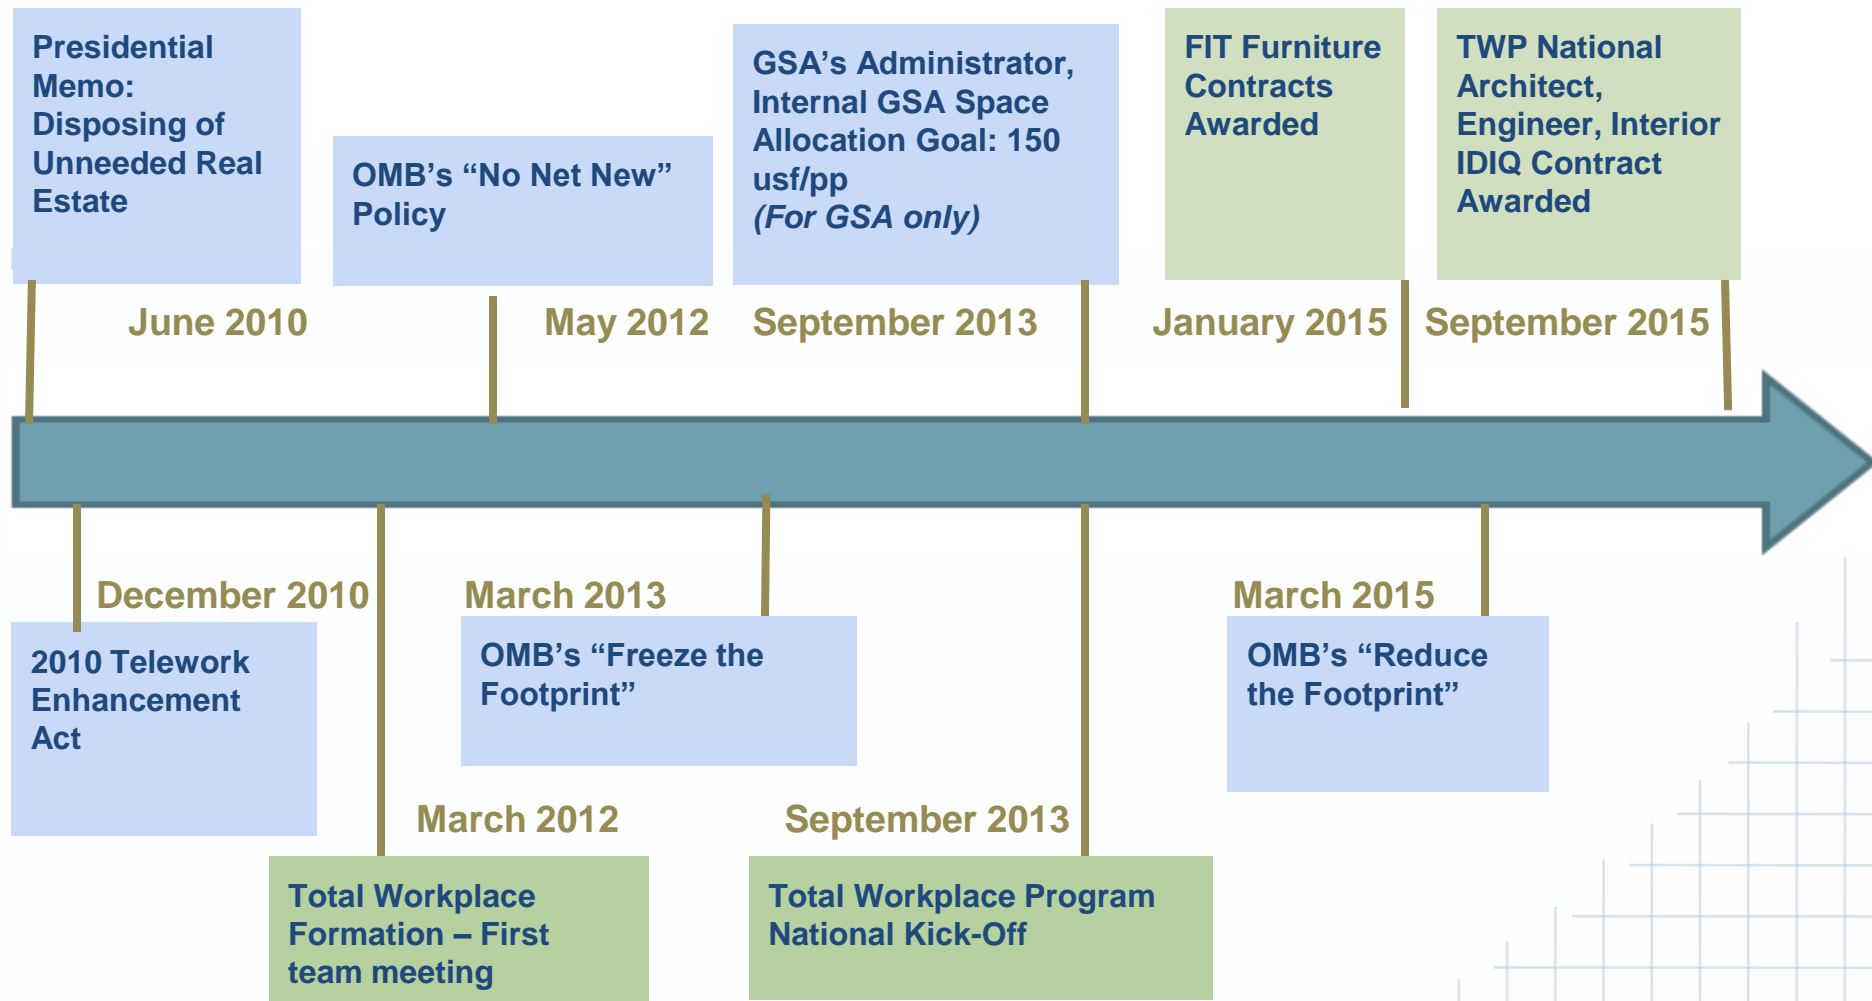 Presidential
Memo:
Disposing of
Unneeded Real
Estate
OMB’s “No Net New”
Policy
GSA’s Administrator,
Internal GSA Space
Allocation Goal: 150
usf/pp
(For GSA only)
FIT Furniture
Contracts
Awarded
TWP National
Architect,
Engineer, Interior
IDIQ Contract
Awarded
June 2010
May 2012
September 2013
January 2015
September 2015
December 2010
March 2013
March 2015
2010 Telework
Enhancement
Act
OMB’s “Freeze the
Footprint”
OMB’s “Reduce
the Footprint”
March 2012
September 2013
Total Workplace
Formation – First
team meeting
Total Workplace Program
National Kick-Off